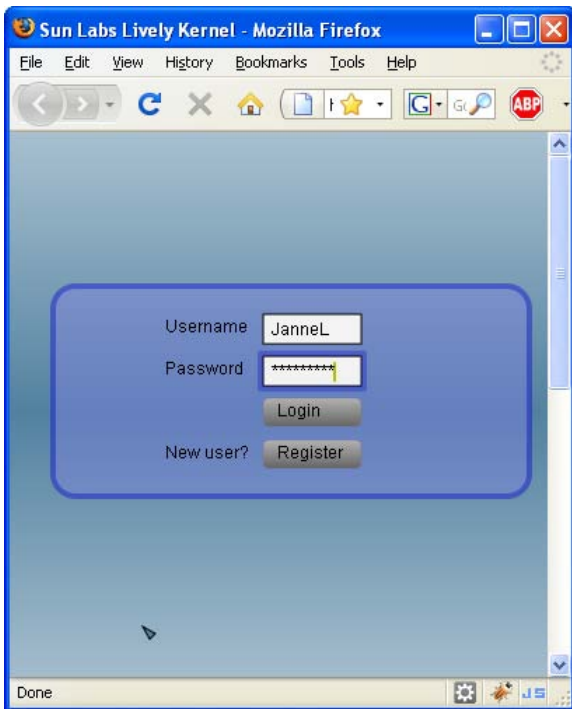 Sun Labs Lively Kernel - Mozilla Firefox
File Edit View History Bookmarks Tools Help
G ABP
Username JanneL
Password *********
Login
New user? Register
Done JS